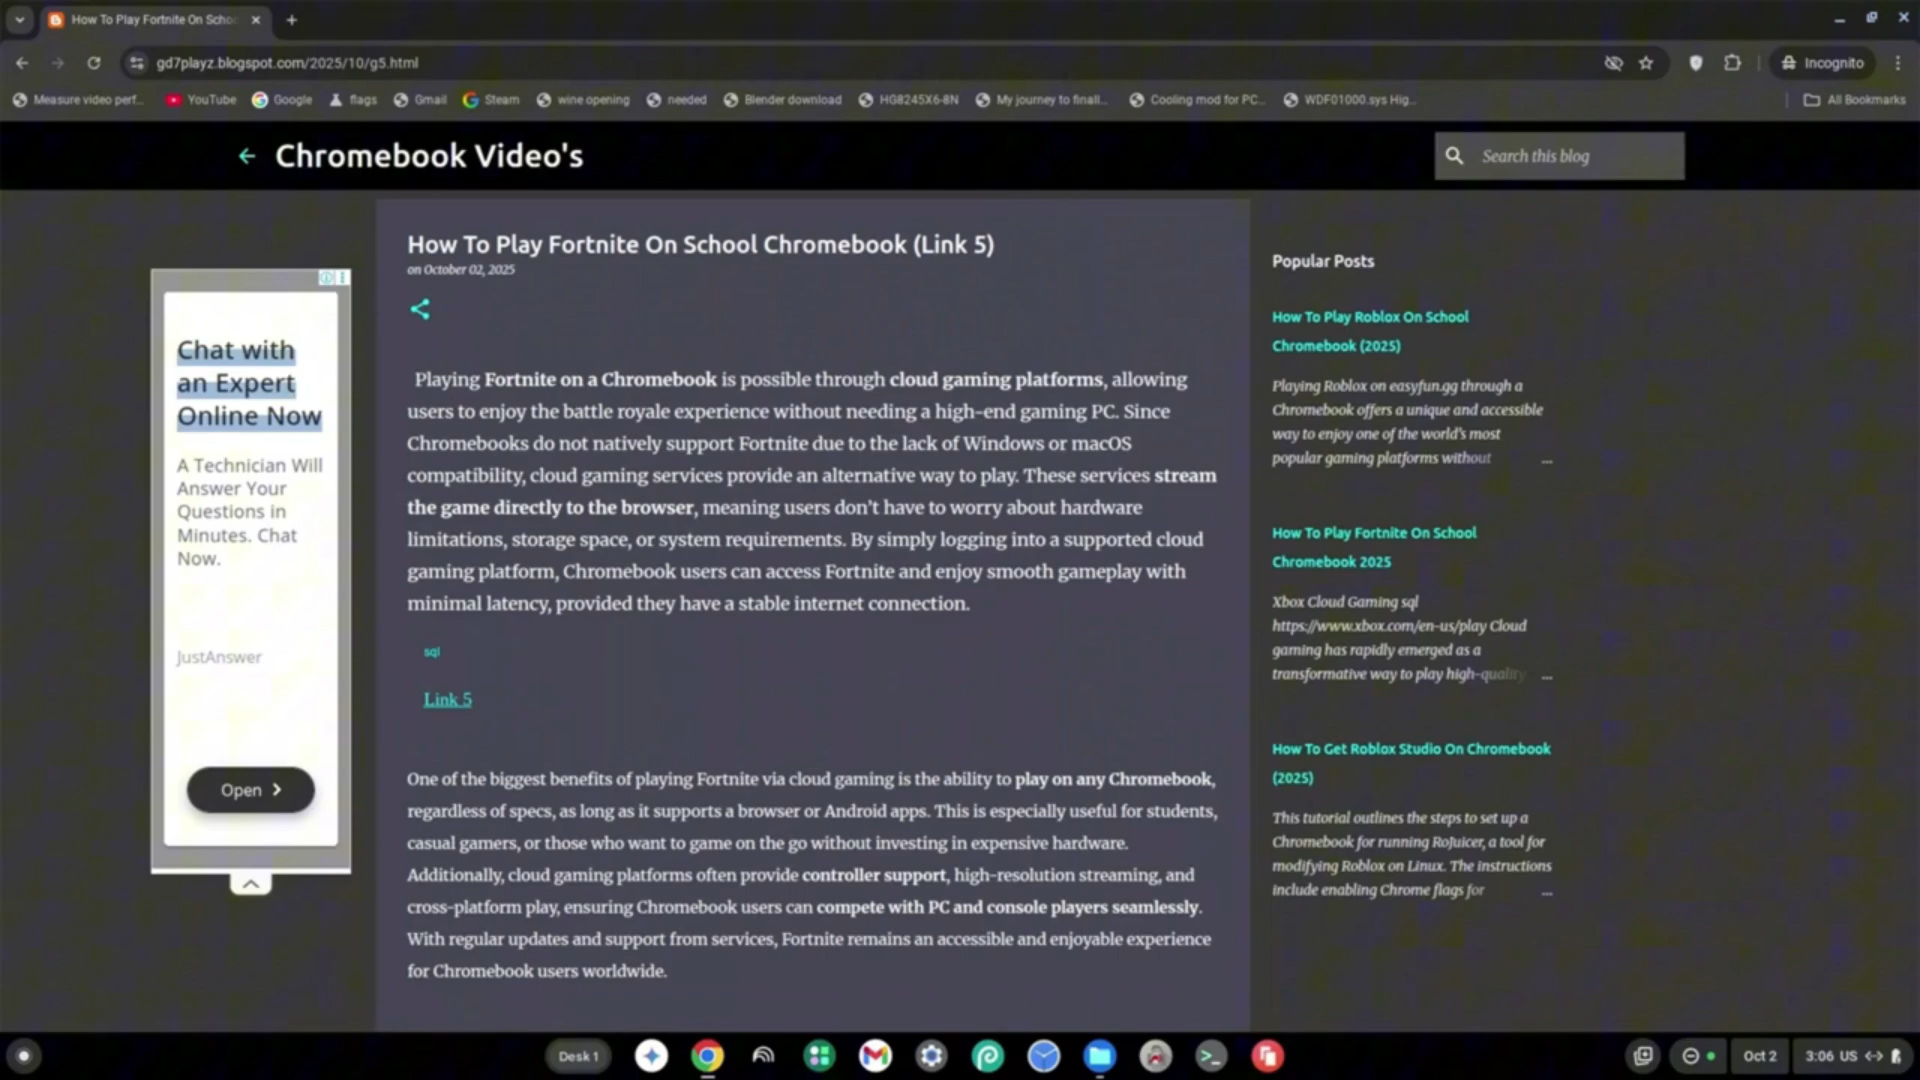 How To Play Fortnite On Schoo
gd7playz.blogspot.com/2025/10/g5.html
Incognito
Measure video perf...
YouTube
Google
flags
Gmail
Steam
wine opening
needed
Blender download
HG8245X6-8N
My journey to finall...
Cooling mod for PC...
WDF01000.sys Hig...
All Bookmarks
Chromebook Video's
Search this blog
Chat with
an Expert
Online Now
A Technician Will
Answer Your
Questions in
Minutes. Chat
Now.
JustAnswer
Open
How To Play Fortnite On School Chromebook (Link 5)
on October 02, 2025
Playing Fortnite on a Chromebook is possible through cloud gaming platforms, allowing
users to enjoy the battle royale experience without needing a high-end gaming PC. Since
Chromebooks do not natively support Fortnite due to the lack of Windows or macOS
compatibility, cloud gaming services provide an alternative way to play. These services stream
the game directly to the browser, meaning users don't have to worry about hardware
limitations, storage space, or system requirements. By simply logging into a supported cloud
gaming platform, Chromebook users can access Fortnite and enjoy smooth gameplay with
minimal latency, provided they have a stable internet connection.
sql
Link 5
One of the biggest benefits of playing Fortnite via cloud gaming is the ability to play on any Chromebook,
regardless of specs, as long as it supports a browser or Android apps. This is especially useful for students,
casual gamers, or those who want to game on the go without investing in expensive hardware.
Additionally, cloud gaming platforms often provide controller support, high-resolution streaming, and
cross-platform play, ensuring Chromebook users can compete with PC and console players seamlessly.
With regular updates and support from services, Fortnite remains an accessible and enjoyable experience
for Chromebook users worldwide.
Popular Posts
How To Play Roblox On School
Chromebook (2025)
Playing Roblox on easyfun.gg through a
Chromebook offers a unique and accessible
way to enjoy one of the world's most
popular gaming platforms without ...
How To Play Fortnite On School
Chromebook 2025
Xbox Cloud Gaming sql
https://www.xbox.com/en-us/play Cloud
gaming has rapidly emerged as a
transformative way to play high-quality ...
How To Get Roblox Studio On Chromebook
(2025)
This tutorial outlines the steps to set up a
Chromebook for running RoJuicer, a tool for
modifying Roblox on Linux. The instructions
include enabling Chrome flags for ...
Desk 1
Oct 2
3:06 US